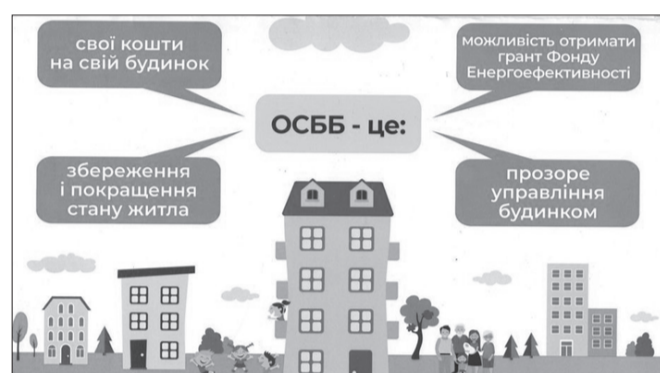 свої кошти
на свій будинок
можливість отримати
грант Фонду
Енергоефективності
ОСББ - це:
збереження
і покращення
стану житла
прозоре
управління
будинком